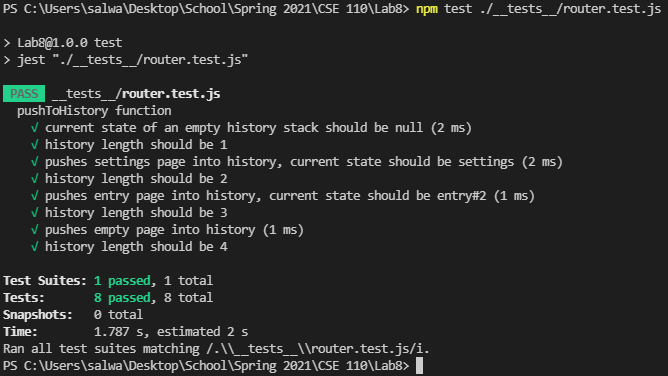 PS C:\Users\salwa\Desktop\School\Spring 2021\CSE 110\Lab8> npm test ./__tests__/router.test.js
> Lab8@1.0.0 test
> jest "./__tests__/router.test.js"
PASS __tests__/router.test.js
pushToHistory function
√ current state of an empty history stack should be null (2 ms)
√ history length should be 1
√ pushes settings page into history, current state should be settings (2 ms)
√ history length should be 2
√ pushes entry page into history, current state should be entry#2 (1 ms)
√ history length should be 3
√ pushes empty page into history (1 ms)
√ history length should be 4
Test Suites: 1 passed, 1 total
Tests: 8 passed, 8 total
Snapshots: 0 total
Time: 1.787 s, estimated 2 s
Ran all test suites matching /.\\__tests__\\router.test.js/i.
PS C:\Users\salwa\Desktop\School\Spring 2021\CSE 110\Lab8>